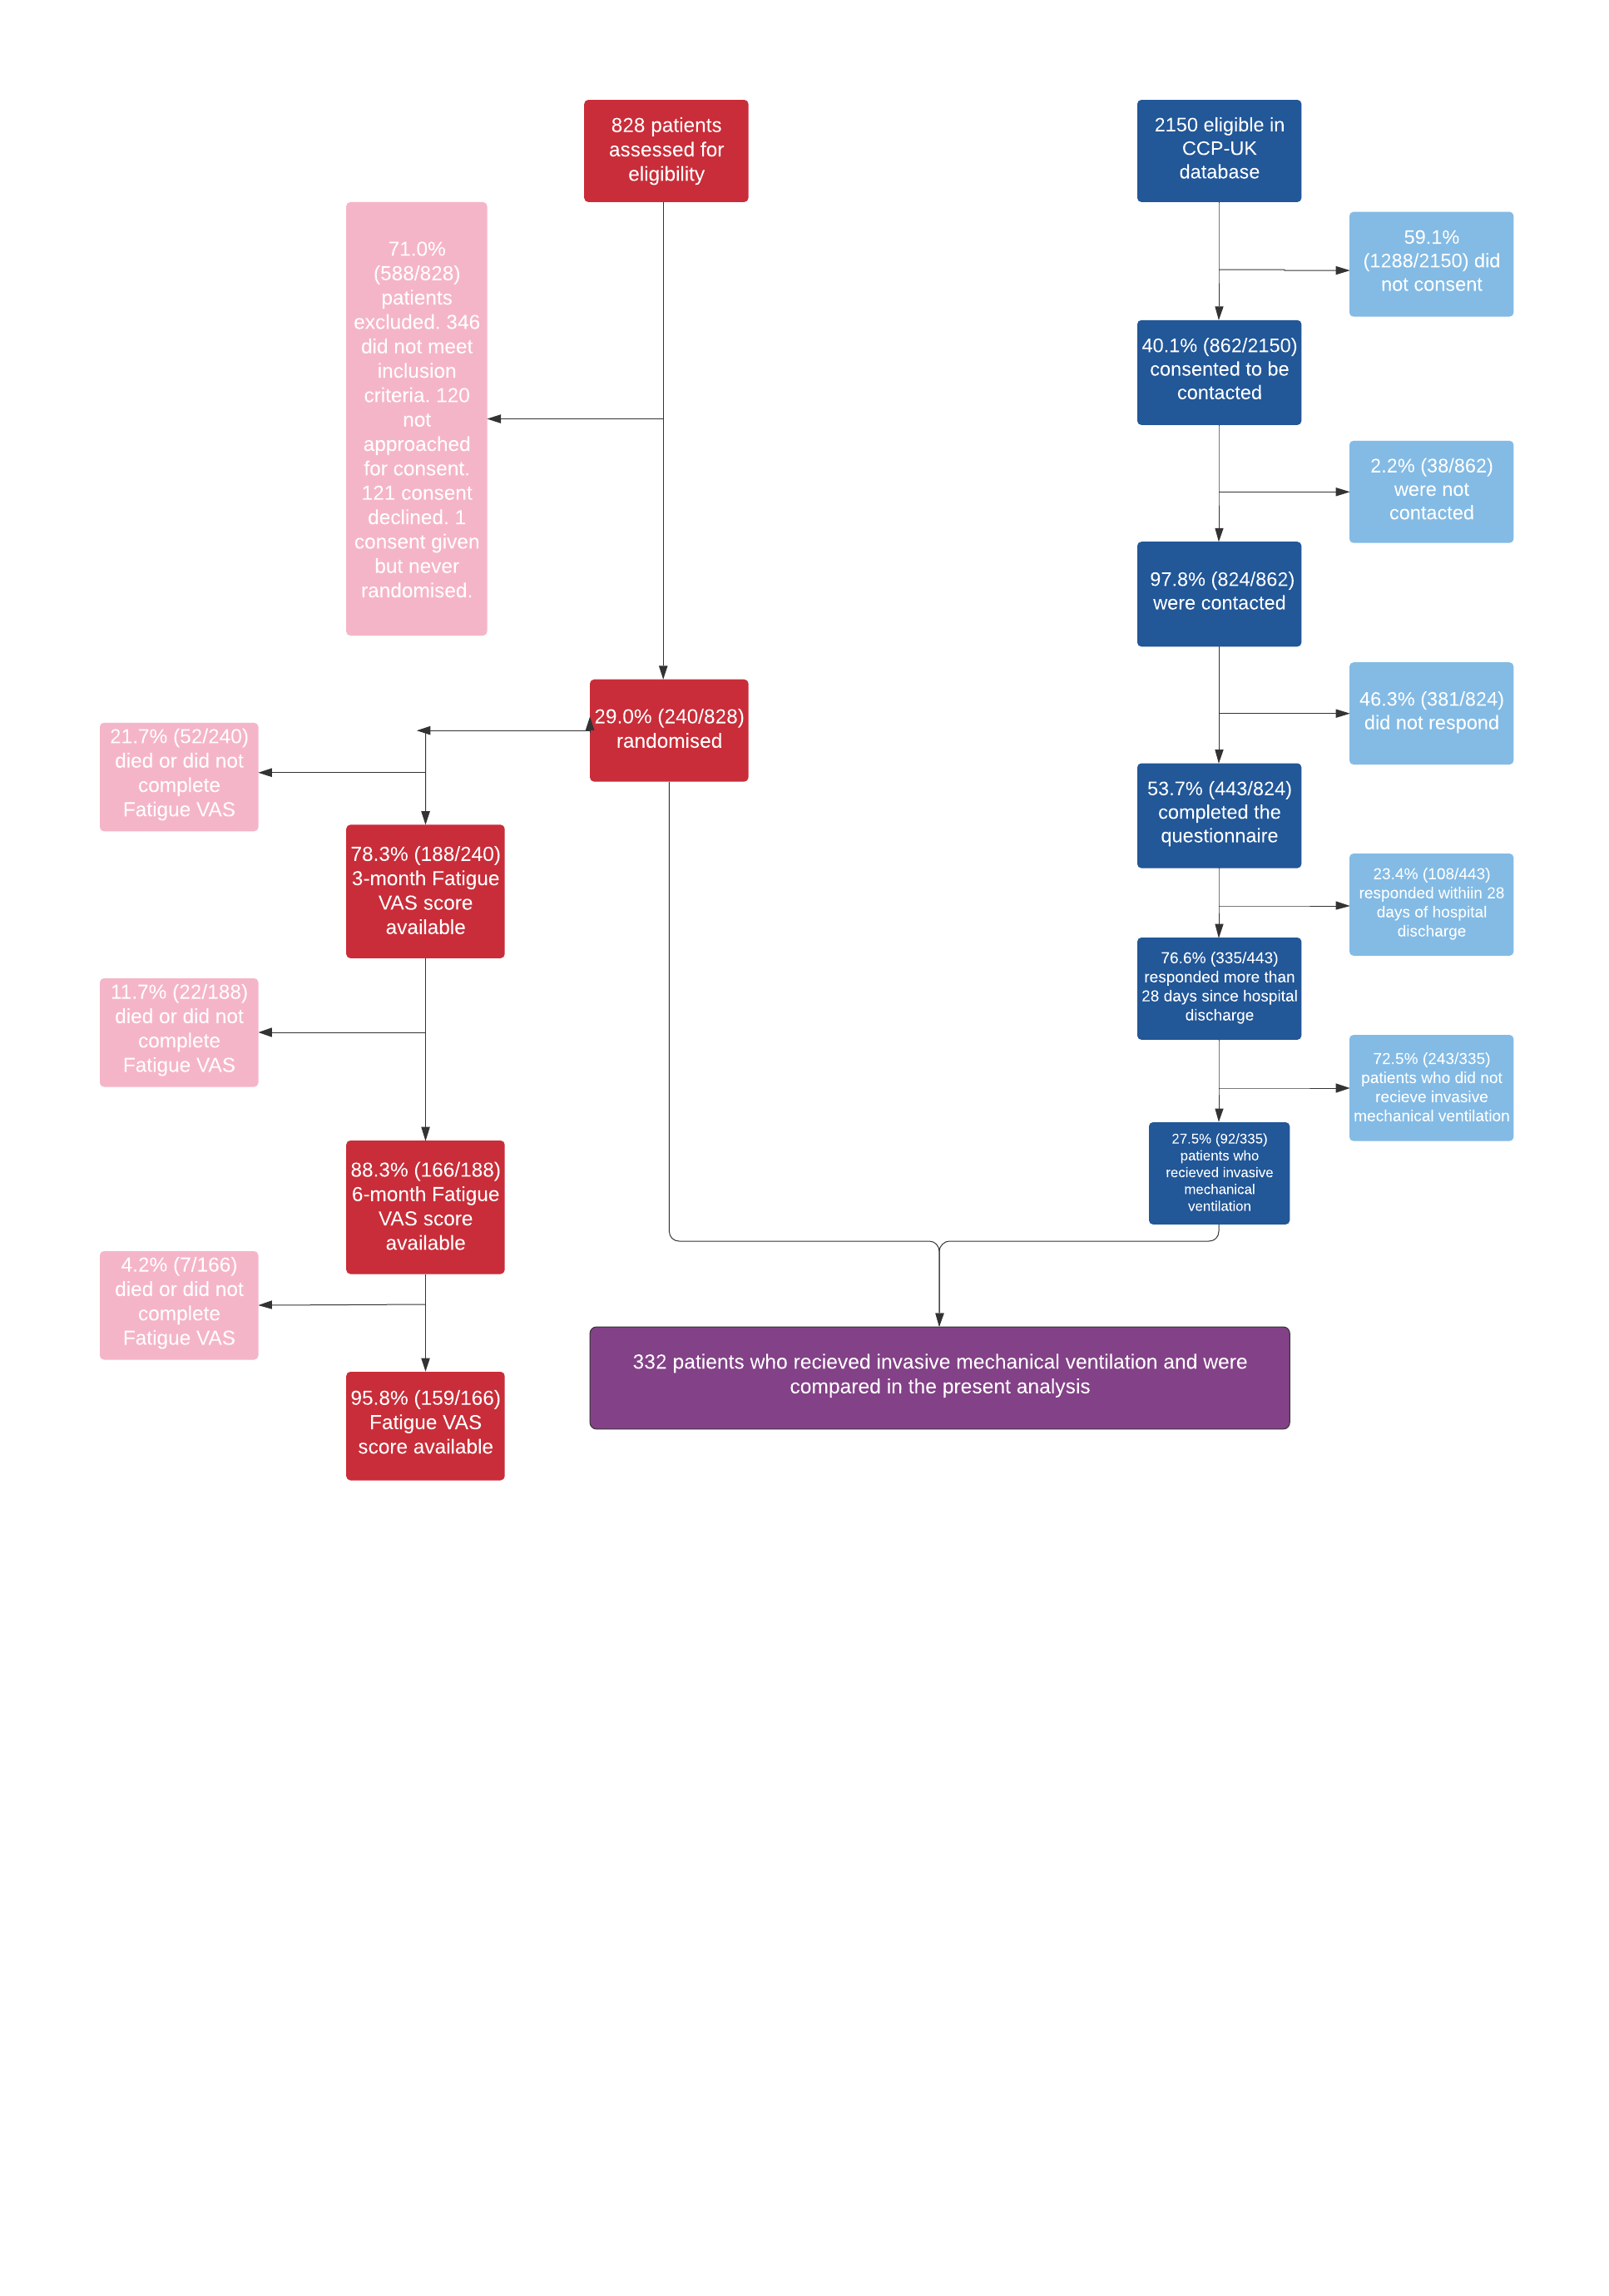 828 patients
assessed for
eligibility
71.0%
(588/828)
patients
excluded. 346
did not meet
inclusion
criteria. 120
not
approached
for consent.
121 consent
declined. 1
consent given
but never
randomised.
29.0% (240/828)
randomised
21.7% (52/240)
died or did not
complete
Fatigue VAS
78.3% (188/240)
3-month Fatigue
VAS score
available
11.7% (22/188)
died or did not
complete
Fatigue VAS
88.3% (166/188)
6-month Fatigue
VAS score
available
4.2% (7/166)
died or did not
complete
Fatigue VAS
95.8% (159/166)
Fatigue VAS
score available
2150 eligible in
CCP-UK
database
59.1%
(1288/2150) did
not consent
40.1% (862/2150)
consented to be
contacted
2.2% (38/862)
were not
contacted
97.8% (824/862)
were contacted
46.3% (381/824)
did not respond
53.7% (443/824)
completed the
questionnaire
23.4% (108/443)
responded withiin 28
days of hospital
discharge
76.6% (335/443)
responded more than
28 days since hospital
discharge
72.5% (243/335)
patients who did not
recieve invasive
mechanical ventilation
27.5% (92/335)
patients who
recieved invasive
mechanical
ventilation
332 patients who recieved invasive mechanical ventilation and were
compared in the present analysis